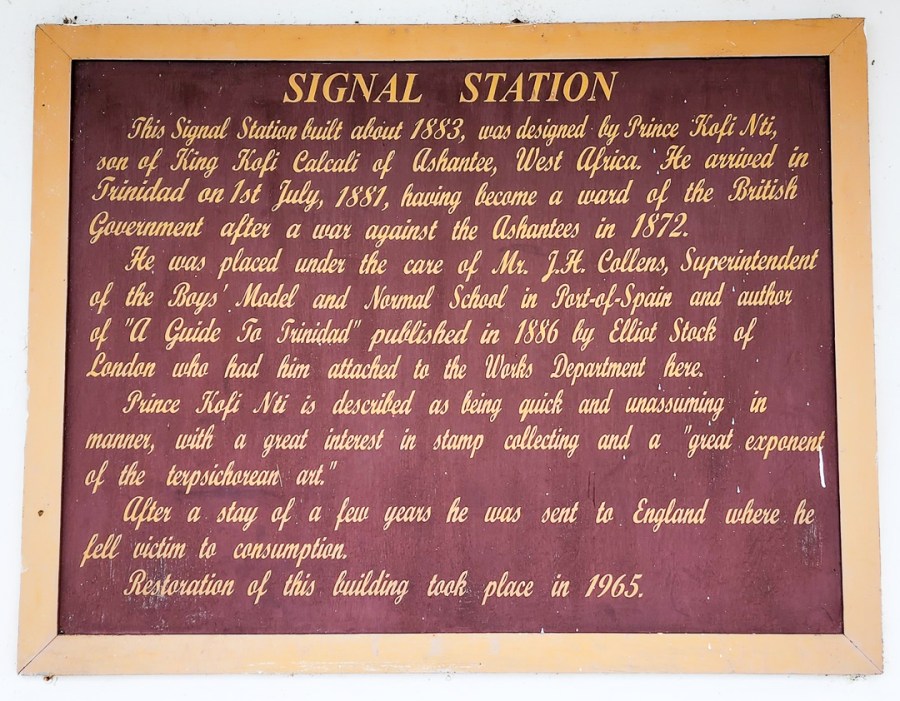 SIGNAL STATION
This Signal Station built about 1883, was designed by Prince Kofi Nti,
son of King Kofi Calcali of Ashantee, West Africa. He arrived in
Trinidad on 1st July, 1881, having become a ward of the British
Government after a war against the Ashantees in 1872.
He was placed under the care of Mr. J.H. Collens, Superintendent
of the Boys' Model and Normal School in Port-of-Spain and author
of "A Guide To Trinidad" published in 1886 by Elliot Stock of
London who had him attached to the Works Department here.
Prince Kofi Nti is described as being quick and unassuming in
manner, with a great interest in stamp collecting and a "great exponent
of the terpsichorean art."
After a stay of a few years he was sent to England where he
fell victim to consumption.
Restoration of this building took place in 1965.